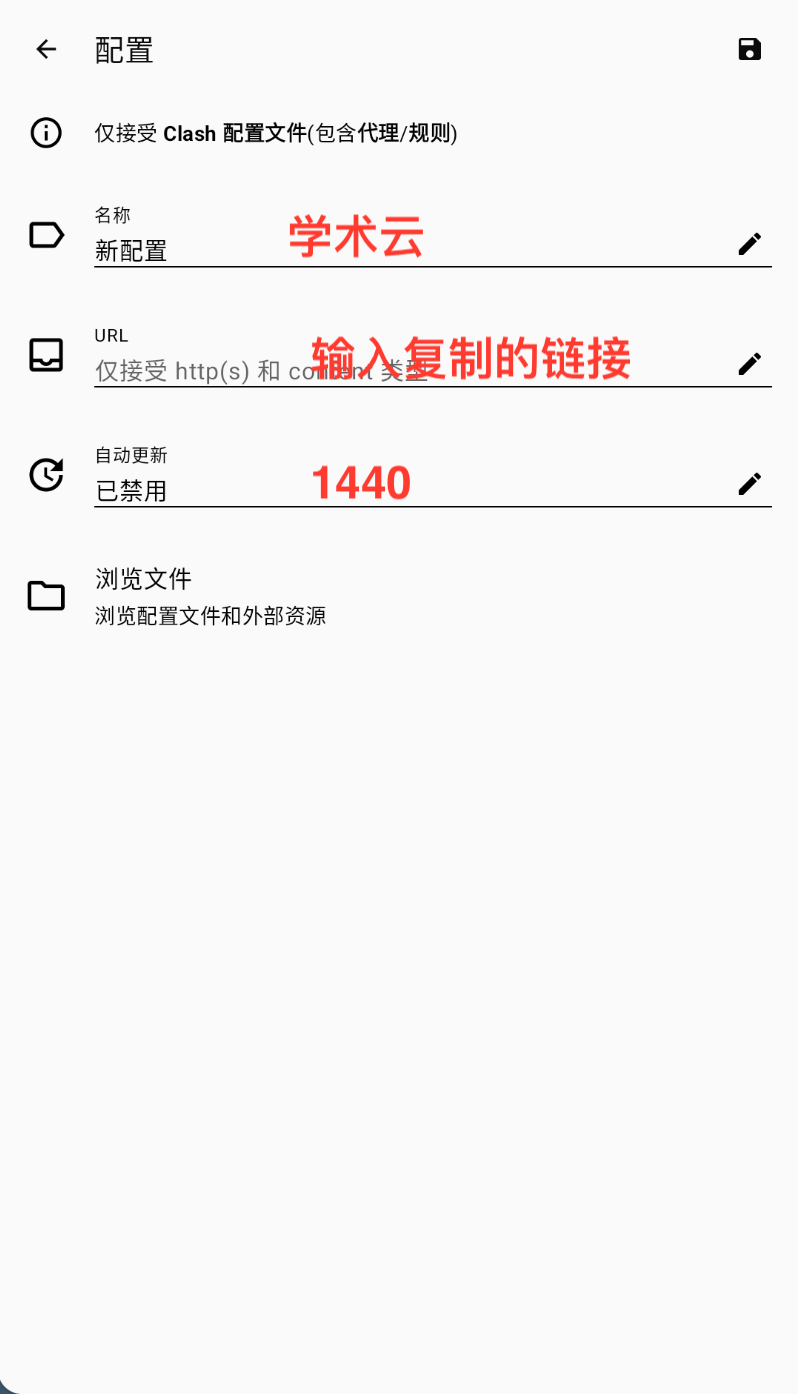 配置
仅接受 Clash 配置文件(包含代理/规则)
名称
新配置
学术云
URL
仅接受 http(s) 和 content 类型
输入复制的链接
自动更新
已禁用
1440
浏览文件
浏览配置文件和外部资源